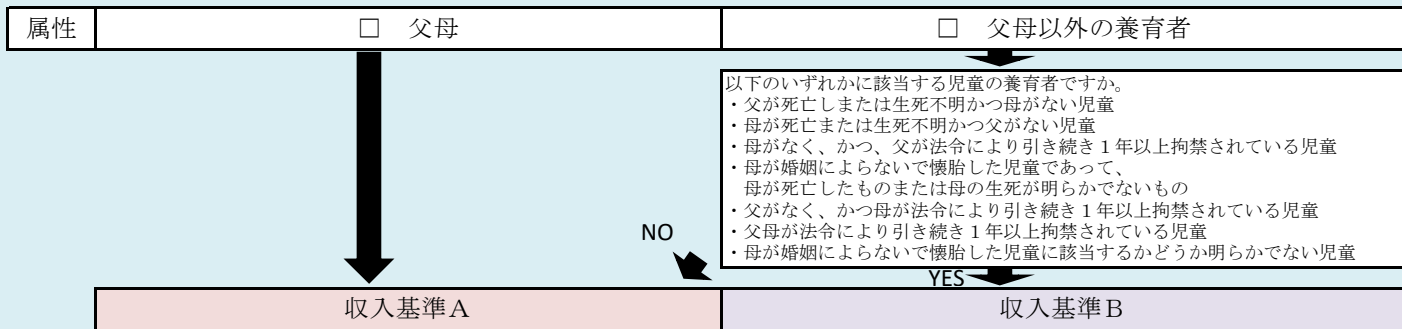 属性
□ 父母
□ 父母以外の養育者
以下のいずれかに該当する児童の養育者ですか。
・父が死亡しまたは生死不明かつ母がない児童
・母が死亡または生死不明かつ父がない児童
・母がなく、かつ、父が法令により引き続き１年以上拘禁されている児童
・母が婚姻によらないで懐胎した児童であって、
母が死亡したものまたは母の生死が明らかでないもの
・父がなく、かつ母が法令により引き続き１年以上拘禁されている児童
・父母が法令により引き続き１年以上拘禁されている児童
・母が婚姻によらないで懐胎した児童に該当するかどうか明らかでない児童
NO
YES
収入基準Ａ
収入基準Ｂ